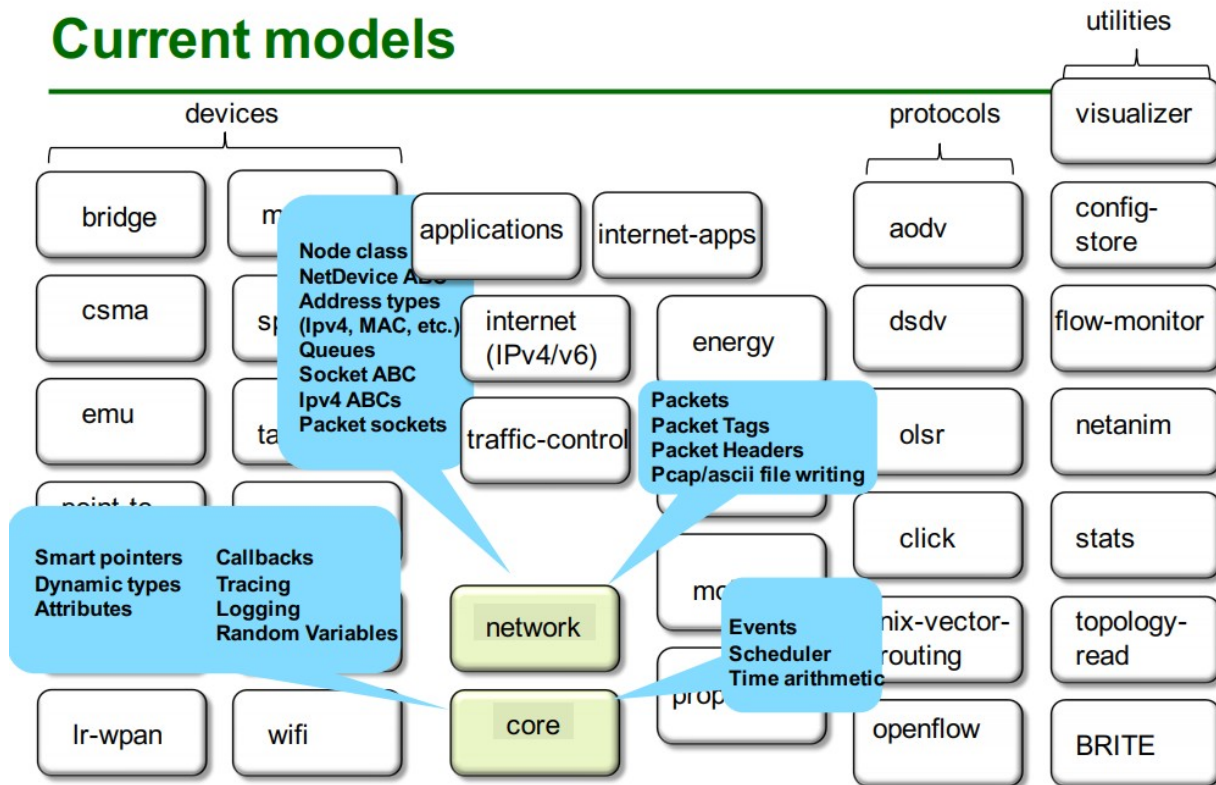 Current models
utilities
devices
protocols
visualizer
bridge
applications
internet-apps
aodv
config-
store
Node class
NetDevice ABC
Address types
(Ipv4, MAC, etc.)
Queues
Socket ABC
Ipv4 ABCs
Packet sockets
csma
internet
(IPv4/v6)
energy
dsdv
flow-monitor
emu
traffic-control
Packets
Packet Tags
Packet Headers
Pcap/ascii file writing
olsr
netanim
Smart pointers
Dynamic types
Attributes
Callbacks
Tracing
Logging
Random Variables
click
stats
network
Events
Scheduler
Time arithmetic
nix-vector-
routing
topology-
read
lr-wpan
wifi
core
openflow
BRITE